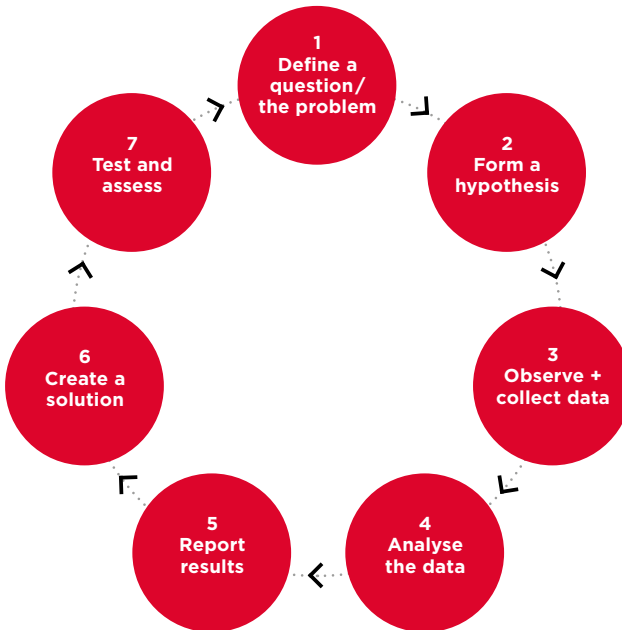 1
Define a
question/
the problem
2
Form a
hypothesis
3
Observe +
collect data
4
Analyse
the data
5
Report
results
6
Create a
solution
7
Test and
assess